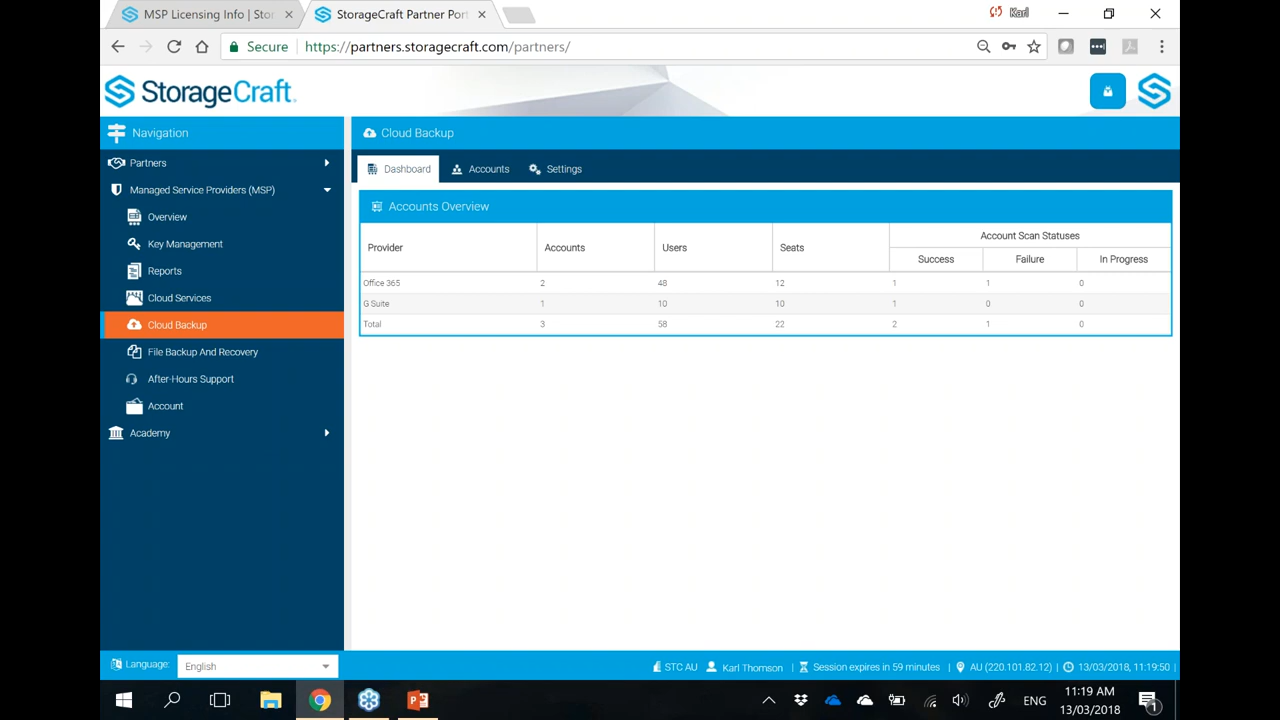 MSP Licensing Info | Stor
StorageCraft Partner Port
Karl
Secure
https://partners.storagecraft.com/partners/
StorageCraft.
Navigation
Partners
Managed Service Providers (MSP)
Overview
Key Management
Reports
Cloud Services
Cloud Backup
File Backup And Recovery
After-Hours Support
Account
Academy
Cloud Backup
Dashboard Accounts Settings
Accounts Overview
Provider Accounts Users Seats Account Scan Statuses
Success Failure In Progress
Office 365 2 48 12 1 1 0
G Suite 1 10 10 1 0 0
Total 3 58 22 2 1 0
Language: English
STC AU Karl Thomson | Session expires in 59 minutes | AU (220.101.82.12) | 13/03/2018, 11:19:50
ENG
11:19 AM
13/03/2018
1